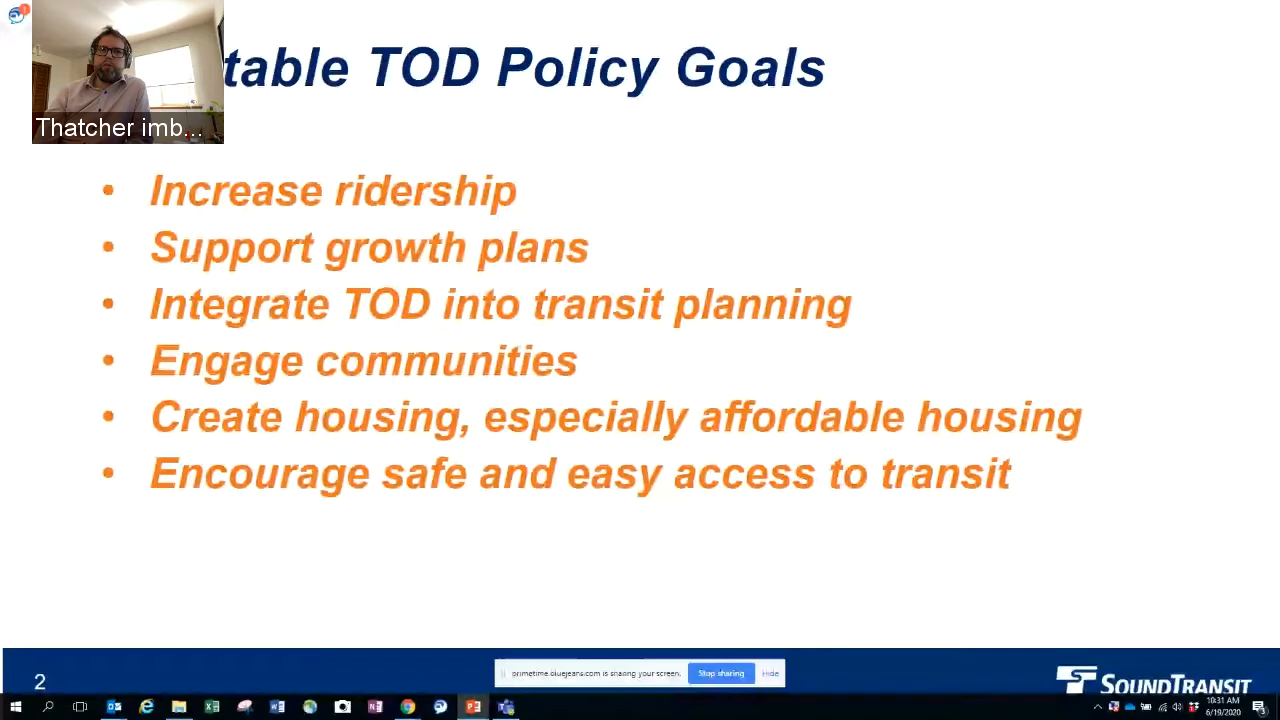 table TOD Policy Goals
Thatcher imb...
• Increase ridership
• Support growth plans
• Integrate TOD into transit planning
• Engage communities
• Create housing, especially affordable housing
• Encourage safe and easy access to transit
2
primetime.bluejeans.com is sharing your screen.
Stop sharing
Hide
SOUNDTRANSIT
10:31 AM
6/19/2020